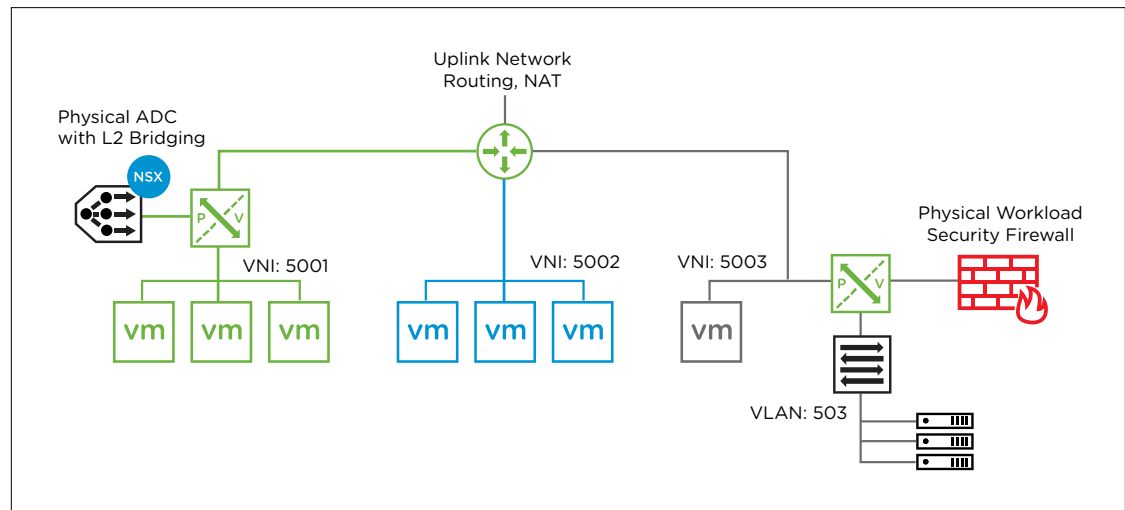 Uplink Network
Routing, NAT
Physical ADC
with L2 Bridging
NSX
P V
Physical Workload
Security Firewall
VNI: 5001
VNI: 5002
VNI: 5003
P V
vm vm vm
vm vm vm
vm
VLAN: 503